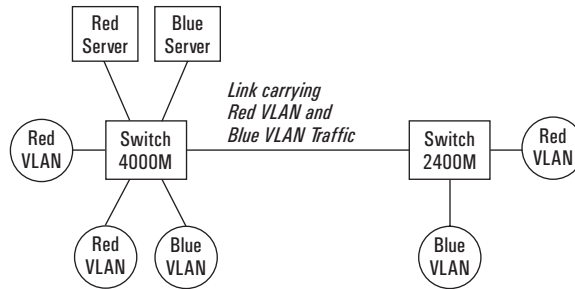 Red
Server
Blue
Server
Link carrying
Red VLAN and
Blue VLAN Traffic
Red
VLAN
Switch
4000M
Switch
2400M
Red
VLAN
Red
VLAN
Blue
VLAN
Blue
VLAN